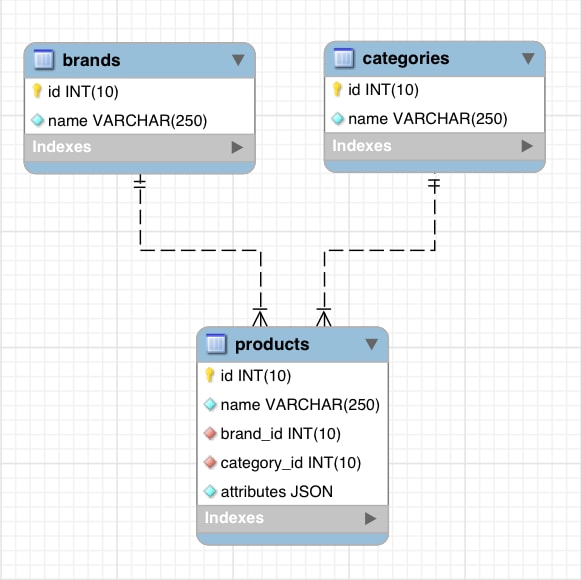 brands
id INT(10)
name VARCHAR(250)
Indexes
categories
id INT(10)
name VARCHAR(250)
Indexes
products
id INT(10)
name VARCHAR(250)
brand_id INT(10)
category_id INT(10)
attributes JSON
Indexes